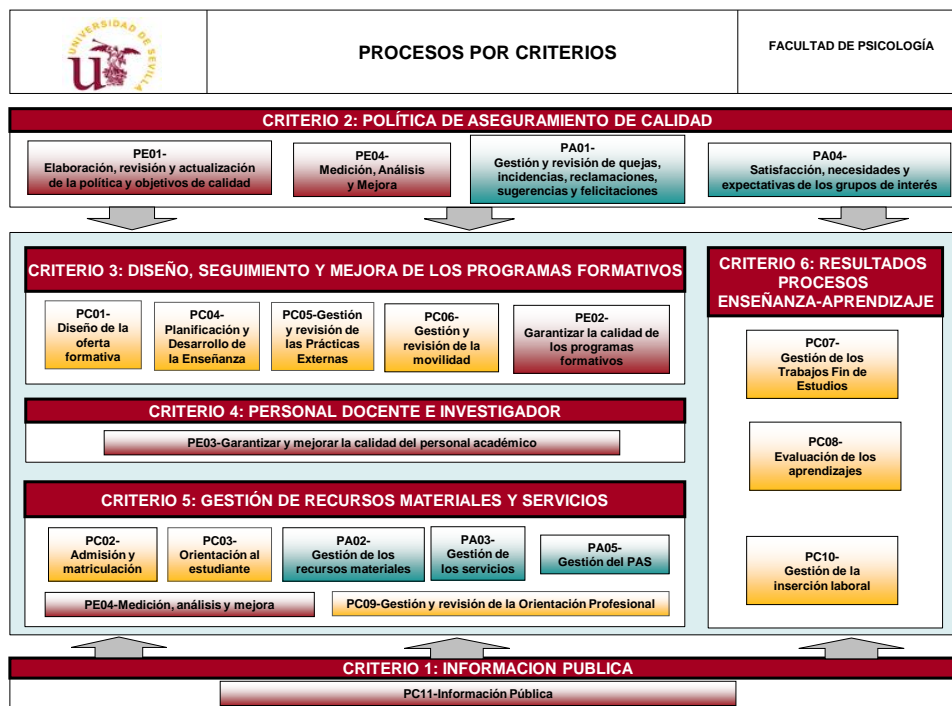 UNIVERSIDAD DE SEVILLA
PROCESOS POR CRITERIOS
FACULTAD DE PSICOLOGÍA
CRITERIO 2: POLÍTICA DE ASEGURAMIENTO DE CALIDAD
PE01-
Elaboración, revisión y actualización
de la política y objetivos de calidad
PE04-
Medición, Análisis
y Mejora
PA01-
Gestión y revisión de quejas,
incidencias, reclamaciones,
sugerencias y felicitaciones
PA04-
Satisfacción, necesidades y
expectativas de los grupos de interés
CRITERIO 3: DISEÑO, SEGUIMIENTO Y MEJORA DE LOS PROGRAMAS FORMATIVOS
PC01-
Diseño de la
oferta
formativa
PC04-
Planificación y
Desarrollo de
la Enseñanza
PC05-Gestión
y revisión de
las Prácticas
Externas
PC06-
Gestión y
revisión de la
movilidad
PE02-
Garantizar la calidad de
los programas
formativos
CRITERIO 4: PERSONAL DOCENTE E INVESTIGADOR
PE03-Garantizar y mejorar la calidad del personal académico
CRITERIO 5: GESTIÓN DE RECURSOS MATERIALES Y SERVICIOS
PC02-
Admisión y
matriculación
PC03-
Orientación al
estudiante
PA02-
Gestión de los
recursos materiales
PA03-
Gestión de
los servicios
PA05-
Gestión del PAS
PE04-Medición, análisis y mejora
PC09-Gestión y revisión de la Orientación Profesional
CRITERIO 6: RESULTADOS
PROCESOS
ENSEÑANZA-APRENDIZAJE
PC07-
Gestión de los
Trabajos Fin de
Estudios
PC08-
Evaluación de los
aprendizajes
PC10-
Gestión de la
inserción laboral
CRITERIO 1: INFORMACION PUBLICA
PC11-Información Pública